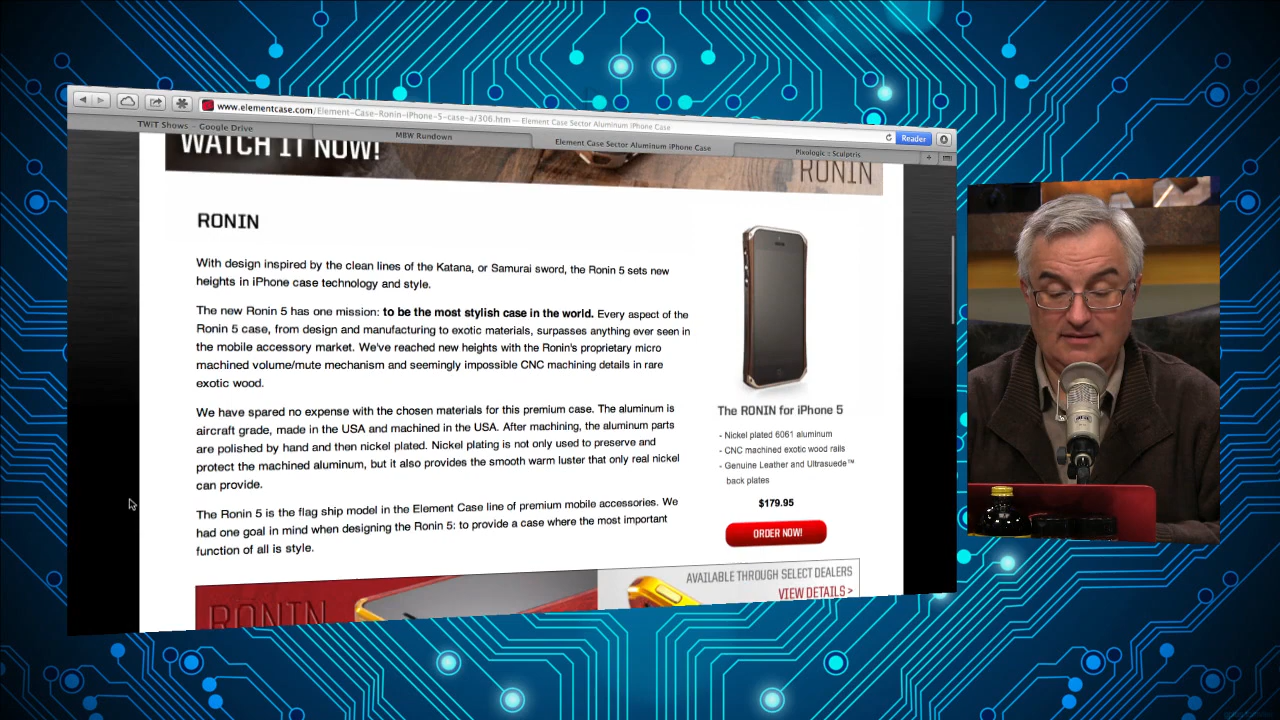 www.elementcase.com/Element-Case-Ronin-iPhone-5-case-a/306.htm — Element Case Sector Aluminum iPhone Case
Reader
TWiT Shows – Google Drive
MBW Rundown
Element Case Sector Aluminum iPhone Case
Pixologic :: Sculptris
WATCH IT NOW!
RONIN
RONIN
With design inspired by the clean lines of the Katana, or Samurai sword, the Ronin 5 sets new
heights in iPhone case technology and style.
The new Ronin 5 has one mission: to be the most stylish case in the world. Every aspect of the
Ronin 5 case, from design and manufacturing to exotic materials, surpasses anything ever seen in
the mobile accessory market. We've reached new heights with the Ronin's proprietary micro
machined volume/mute mechanism and seemingly impossible CNC machining details in rare
exotic wood.
We have spared no expense with the chosen materials for this premium case. The aluminum is
aircraft grade, made in the USA and machined in the USA. After machining, the aluminum parts
are polished by hand and then nickel plated. Nickel plating is not only used to preserve and
protect the machined aluminum, but it also provides the smooth warm luster that only real nickel
can provide.
The Ronin 5 is the flag ship model in the Element Case line of premium mobile accessories. We
had one goal in mind when designing the Ronin 5: to provide a case where the most important
function of all is style.
The RONIN for iPhone 5
- Nickel plated 6061 aluminum
- CNC machined exotic wood rails
- Genuine Leather and Ultrasuede™
back plates
$179.95
ORDER NOW!
RONIN
AVAILABLE THROUGH SELECT DEALERS
VIEW DETAILS >